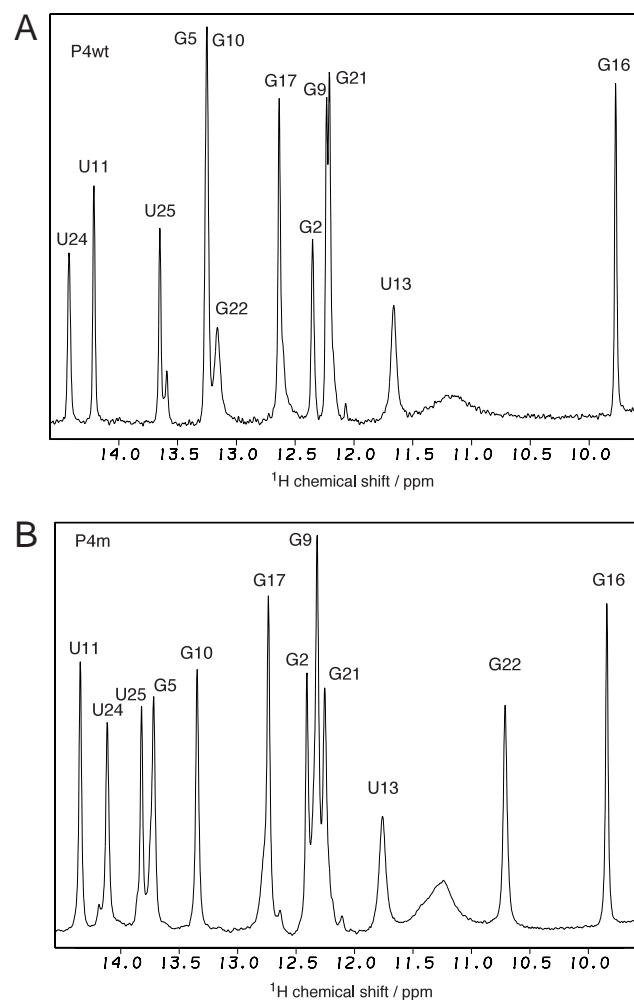 A
P4wt
G5 G10
G16
G17
G9 G21
U11
U25
U24
G2
U13
G22
14.0 13.5 13.0 12.5 12.0 11.5 11.0 10.5 10.0
¹H chemical shift / ppm
B
P4m
G9
G17
G16
U11
G10
G2
G21
G22
U24
U25
G5
U13
14.0 13.5 13.0 12.5 12.0 11.5 11.0 10.5 10.0
¹H chemical shift / ppm